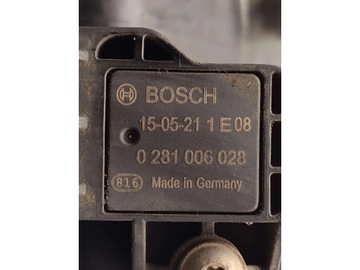 BOSCH
15-05-21 1 E 08
0 281 006 028
816 Made in Germany